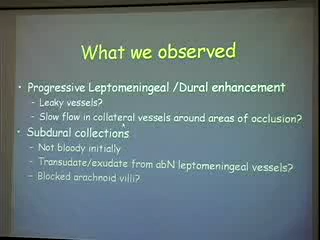 What we observed
• Progressive Leptomeningeal /Dural enhancement
– Leaky vessels?
– Slow flow in collateral vessels around areas of occlusion?
• Subdural collections
– Not bloody initially
– Transudate/exudate from abN leptomeningeal vessels?
– Blocked arachnoid villi?